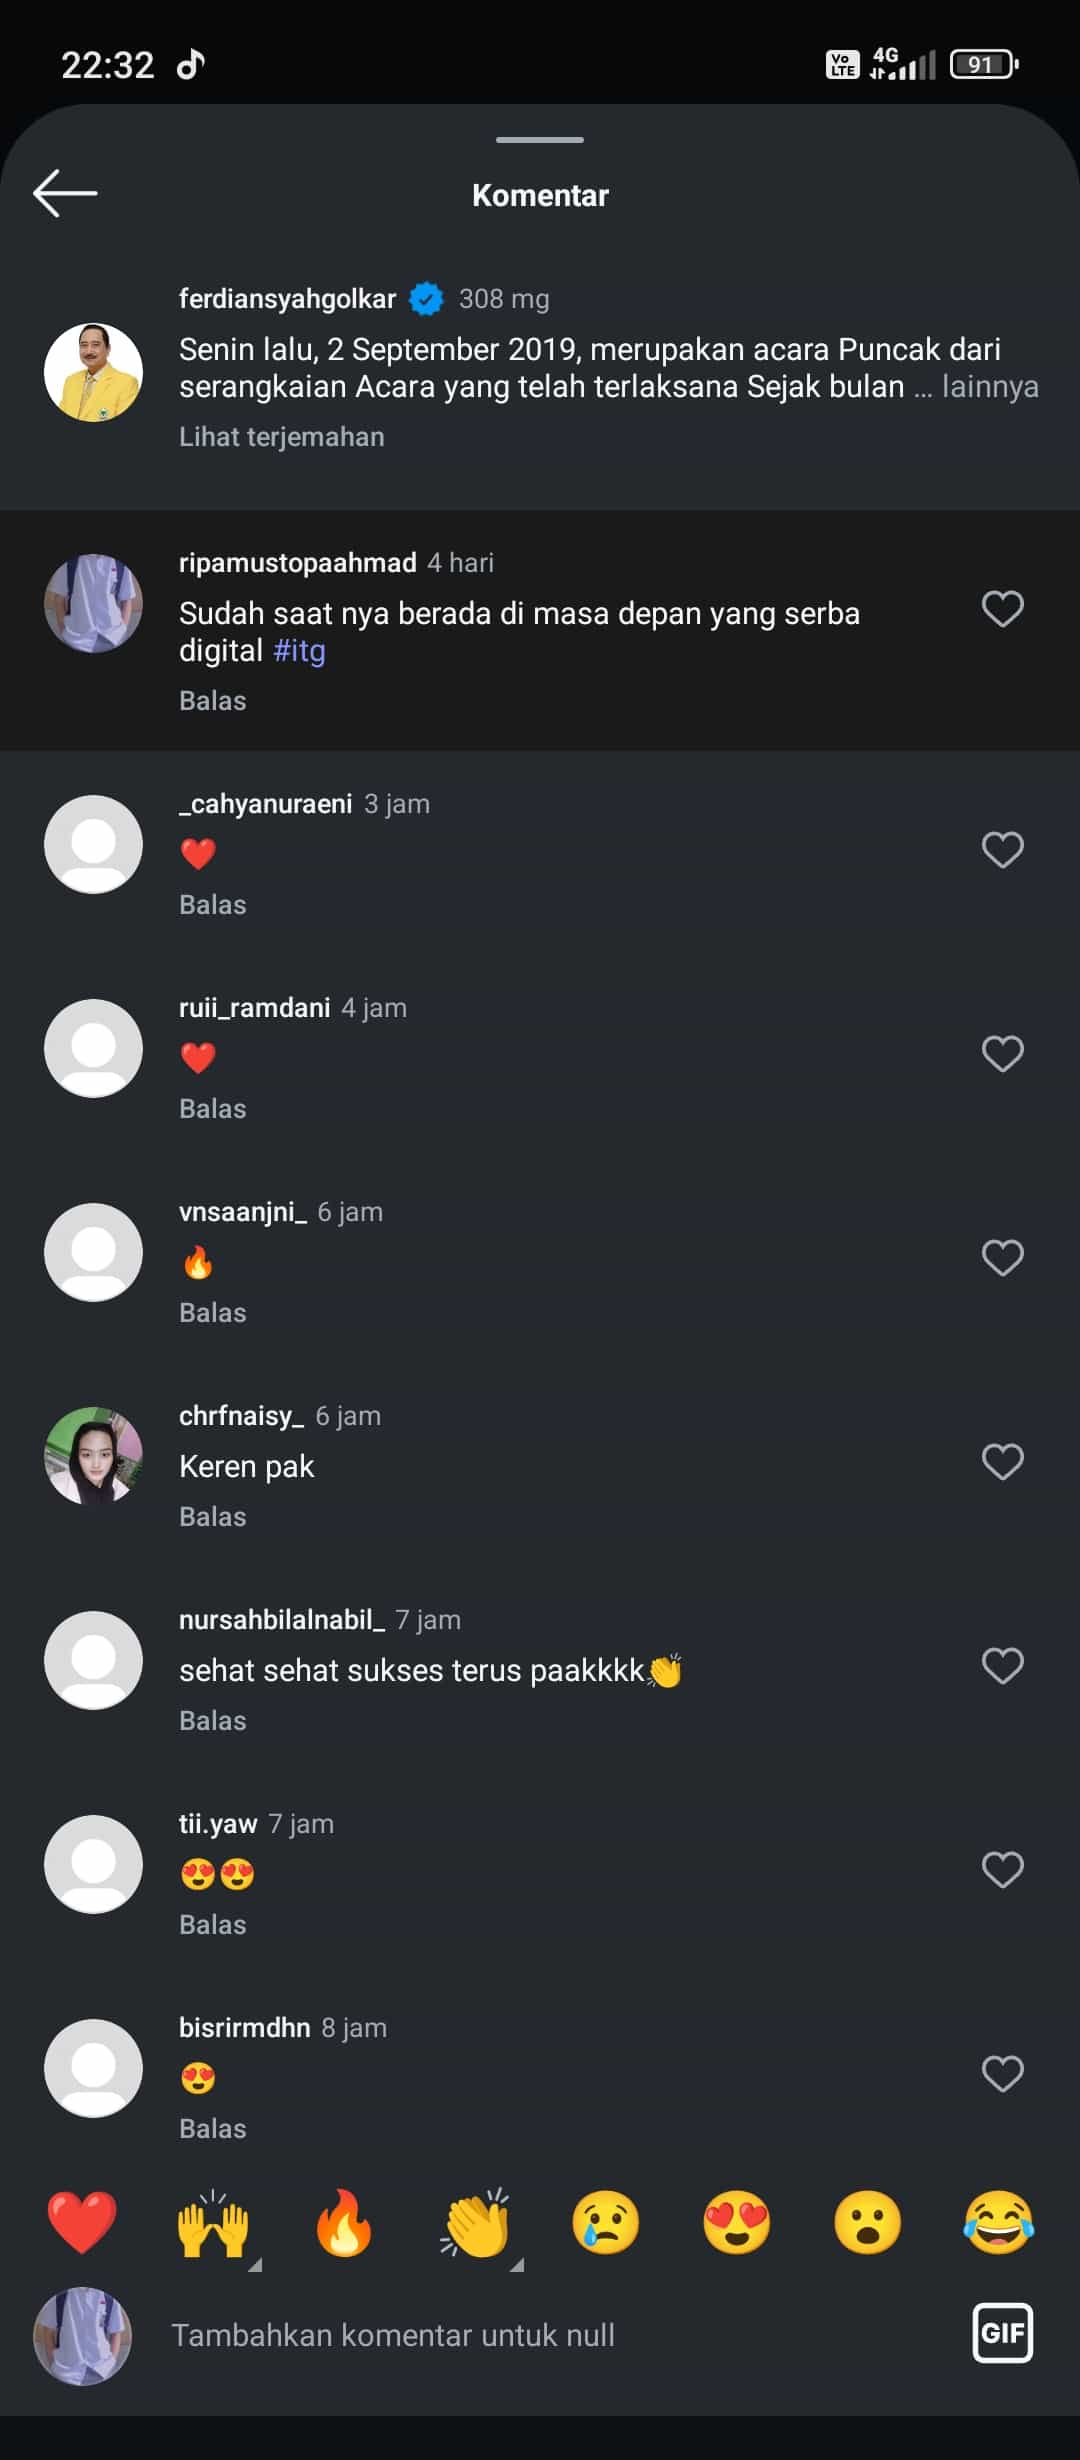 22:32
Vo LTE 4G 91
Komentar
ferdiansyahgolkar 308 mg
Senin lalu, 2 September 2019, merupakan acara Puncak dari
serangkaian Acara yang telah terlaksana Sejak bulan ... lainnya
Lihat terjemahan
ripamustopaahmad 4 hari
Sudah saat nya berada di masa depan yang serba
digital #itg
Balas
_cahyanuraeni 3 jam
❤️
Balas
ruii_ramdani 4 jam
❤️
Balas
vnsaanjni_ 6 jam
🔥
Balas
chrfnaisy_ 6 jam
Keren pak
Balas
nursahbilalnabil_ 7 jam
sehat sehat sukses terus paakkkk👏
Balas
tii.yaw 7 jam
😍😍
Balas
bisrirmdhn 8 jam
😍
Balas
❤️ 🙌 🔥 👏 😢 😍 😮 😂
Tambahkan komentar untuk null
GIF